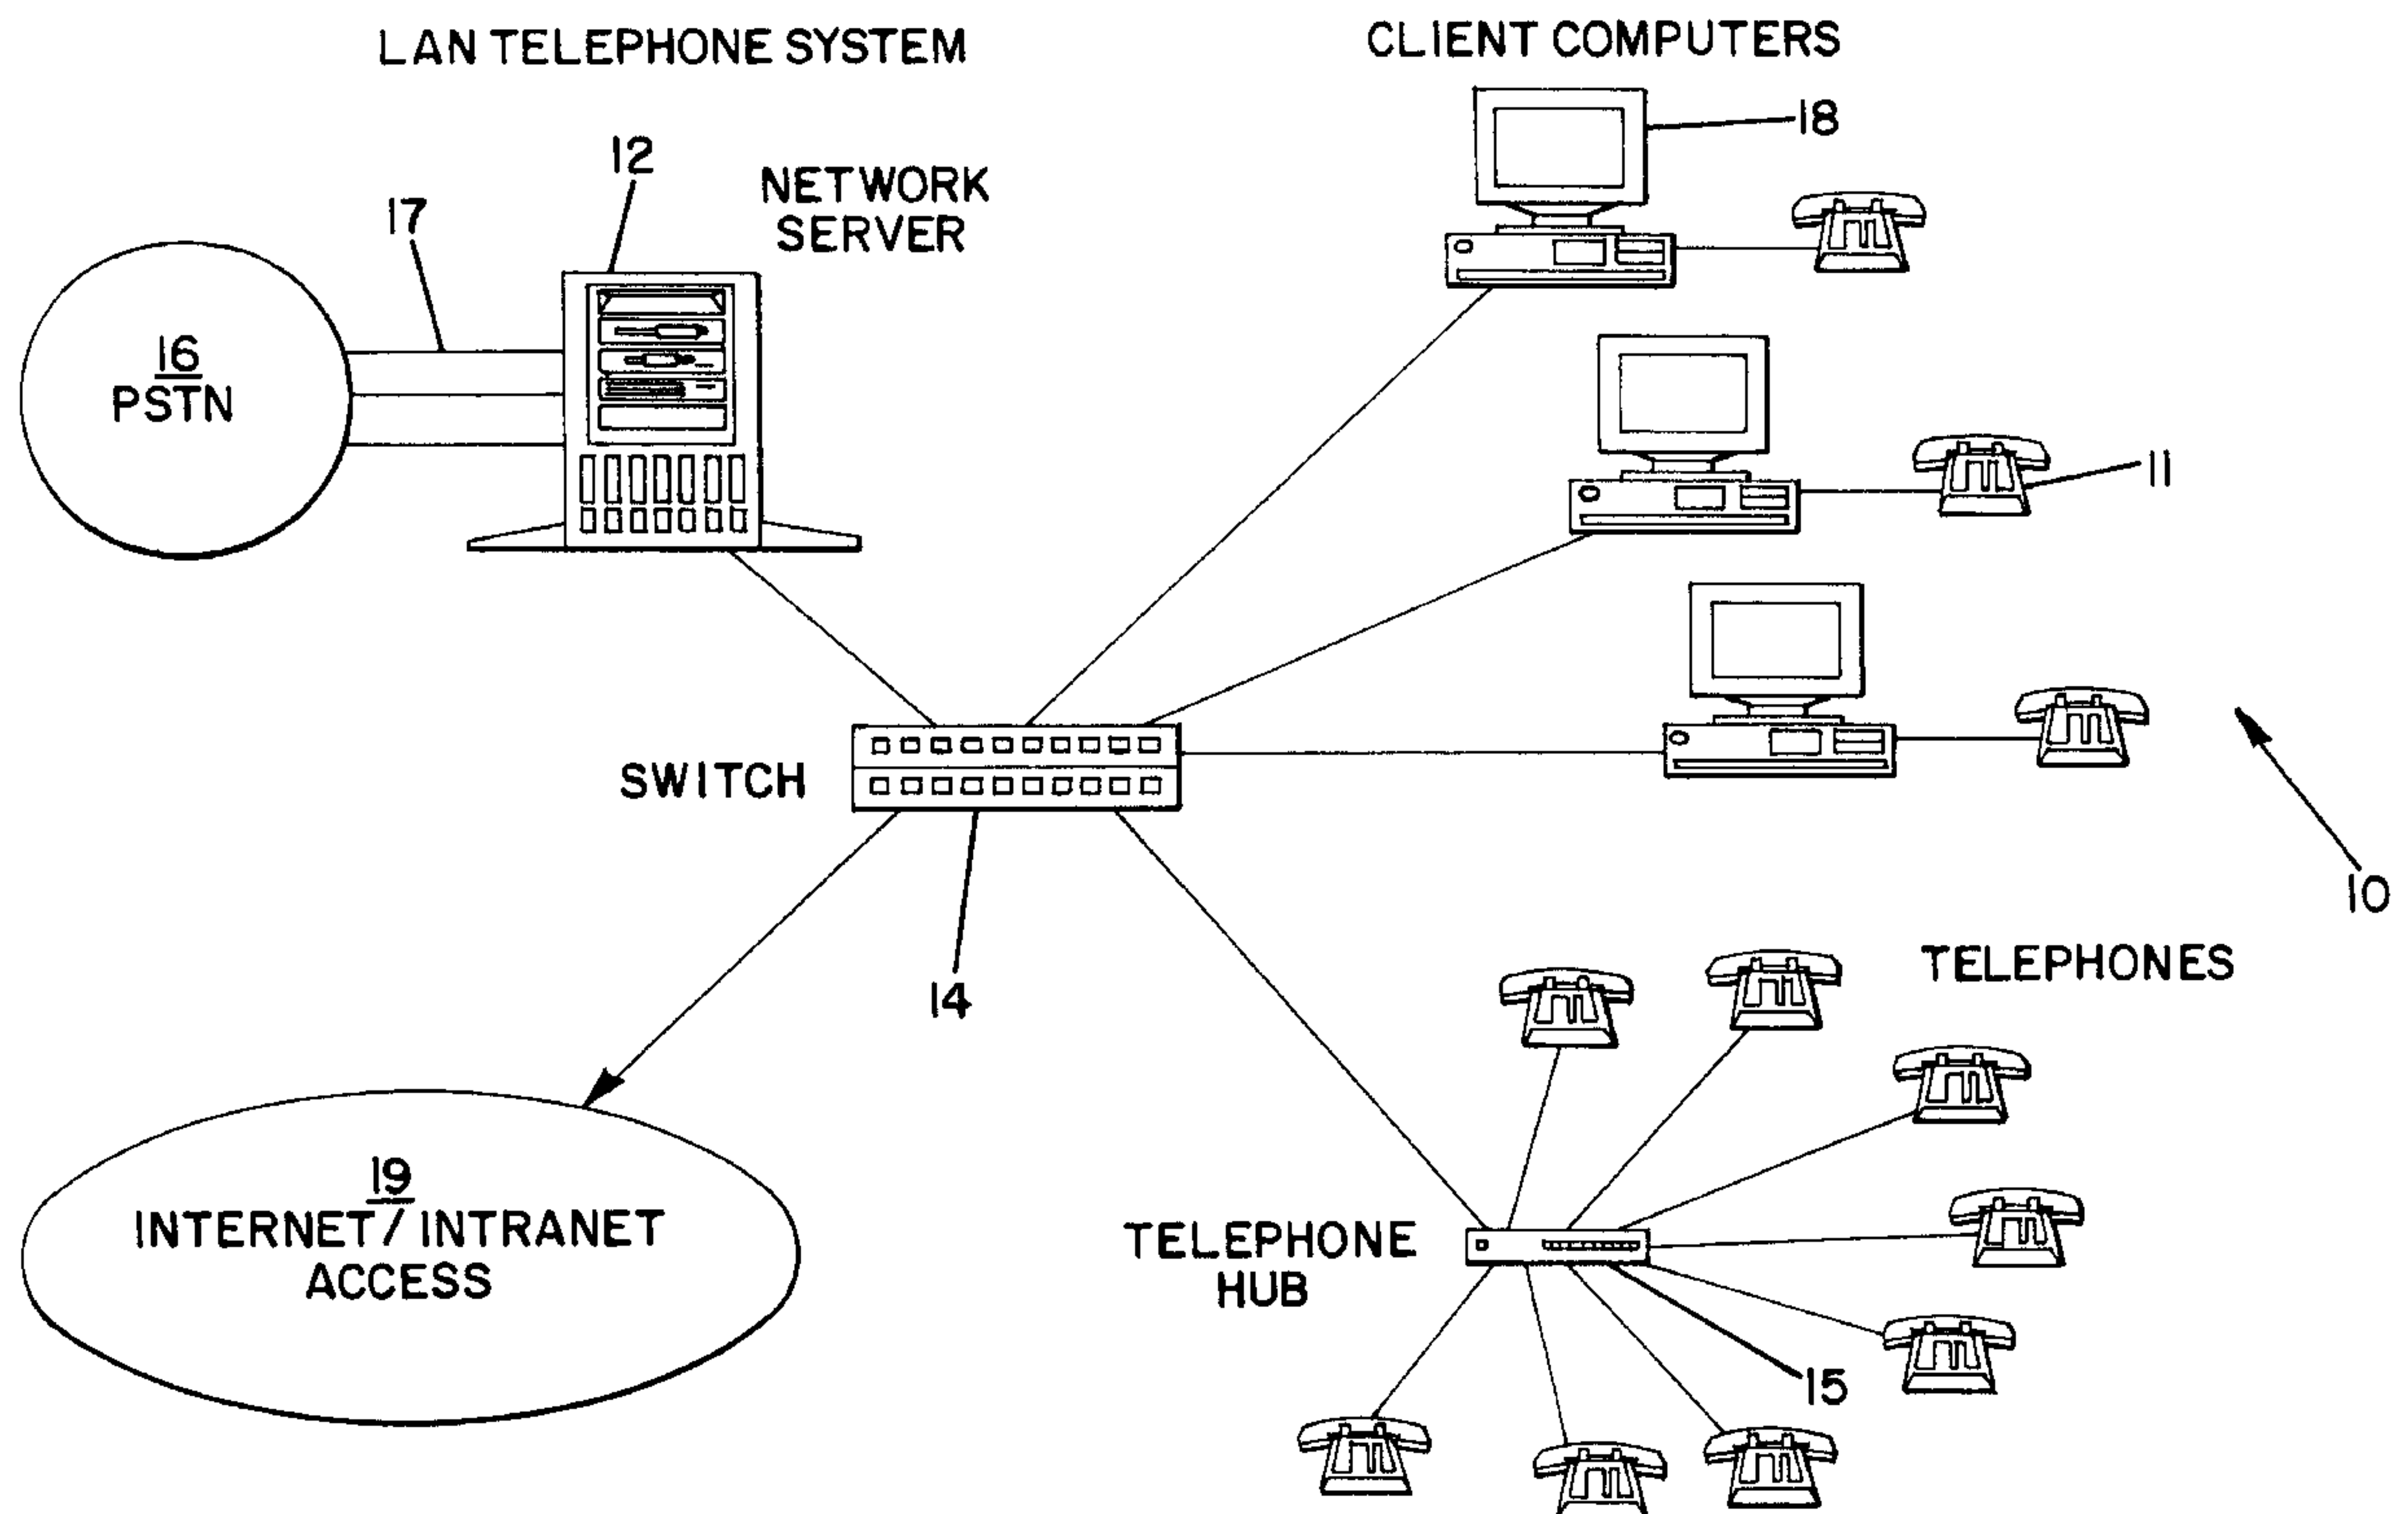 LAN TELEPHONE SYSTEM
CLIENT COMPUTERS
18
12
NETWORK
SERVER
17
16
PSTN
11
SWITCH
10
14
TELEPHONES
19
INTERNET/INTRANET
ACCESS
TELEPHONE
HUB
15